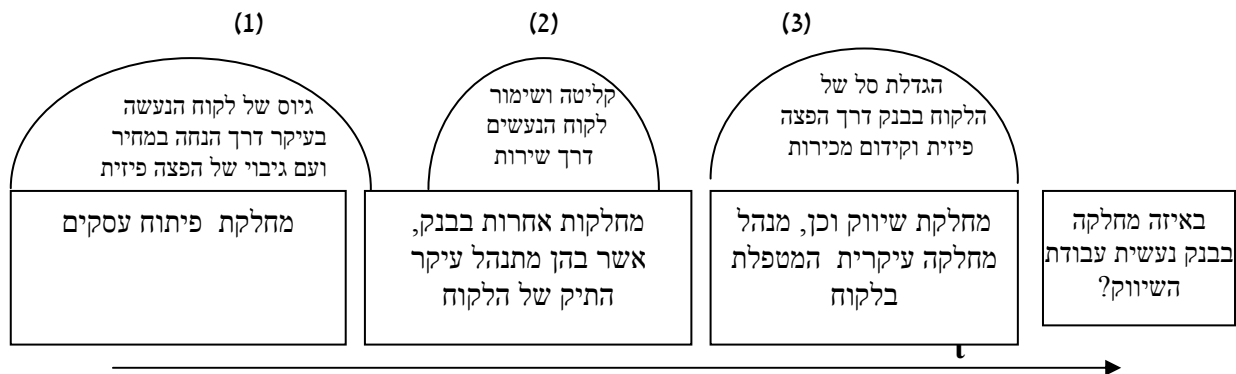 (1)
(2)
(3)
גיוס של לקוח הנעשה
בעיקר דרך הנחה במחיר
ועם גיבוי של הפצה פיזית
קליטה ושימור
לקוח הנעשים
דרך שירות
הגדלת סל של
הלקוח בבנק דרך הפצה
פיזית וקידום מכירות
מחלקת פיתוח עסקים
מחלקות אחרות בבנק,
אשר בהן מתנהל עיקר
התיק של הלקוח
מחלקת שיווק וכן, מנהל
מחלקה עיקרית המטפלת
בלקוח
באיזה מחלקה
בבנק נעשית עבודת
השיווק?
t